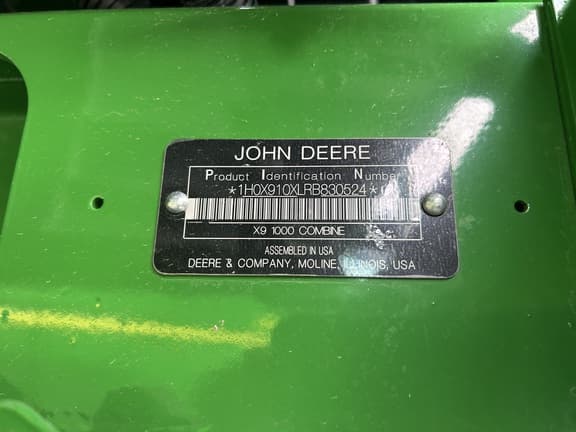 JOHN DEERE
Product Identification Number
*1H0X910XLRB830524*
X9 1000 COMBINE
ASSEMBLED IN USA
DEERE & COMPANY, MOLINE, ILLINOIS, USA